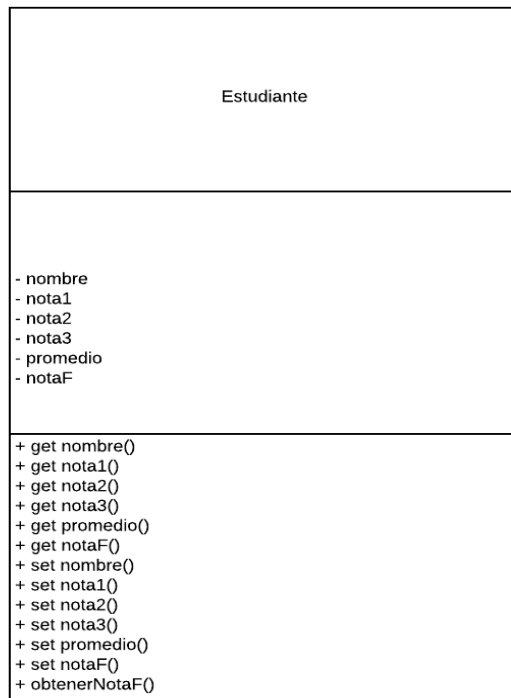 Estudiante
- nombre
- nota1
- nota2
- nota3
- promedio
- notaF
+ get nombre()
+ get nota1()
+ get nota2()
+ get nota3()
+ get promedio()
+ get notaF()
+ set nombre()
+ set nota1()
+ set nota2()
+ set nota3()
+ set promedio()
+ set notaF()
+ obtenerNotaF()